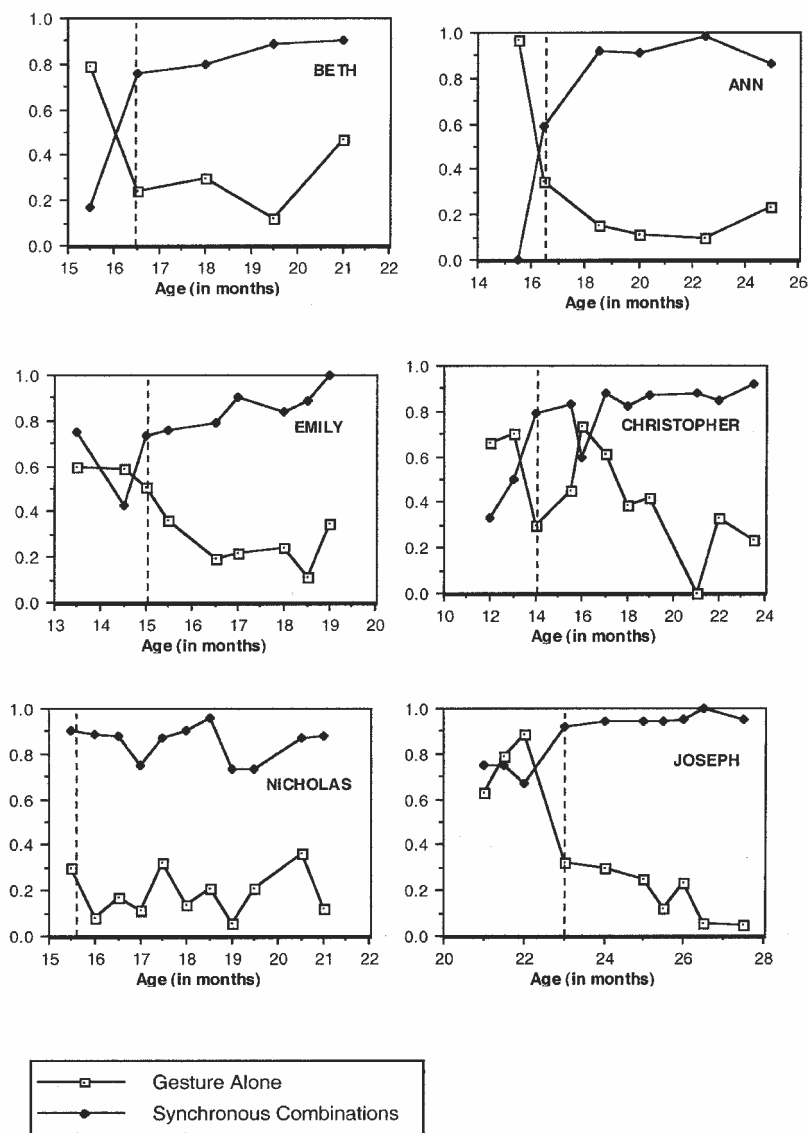 1.0
0.8
0.6
0.4
0.2
0.0
BETH
15 16 17 18 19 20 21 22
Age (in months)
1.0
0.8
0.6
0.4
0.2
0.0
ANN
14 16 18 20 22 24 26
Age (in months)
1.0
0.8
0.6
0.4
0.2
0.0
EMILY
13 14 15 16 17 18 19 20
Age (in months)
1.0
0.8
0.6
0.4
0.2
0.0
CHRISTOPHER
10 12 14 16 18 20 22 24
Age (in months)
1.0
0.8
0.6
0.4
0.2
0.0
NICHOLAS
15 16 17 18 19 20 21 22
Age (in months)
1.0
0.8
0.6
0.4
0.2
0.0
JOSEPH
20 22 24 26 28
Age (in months)
Gesture Alone
Synchronous Combinations